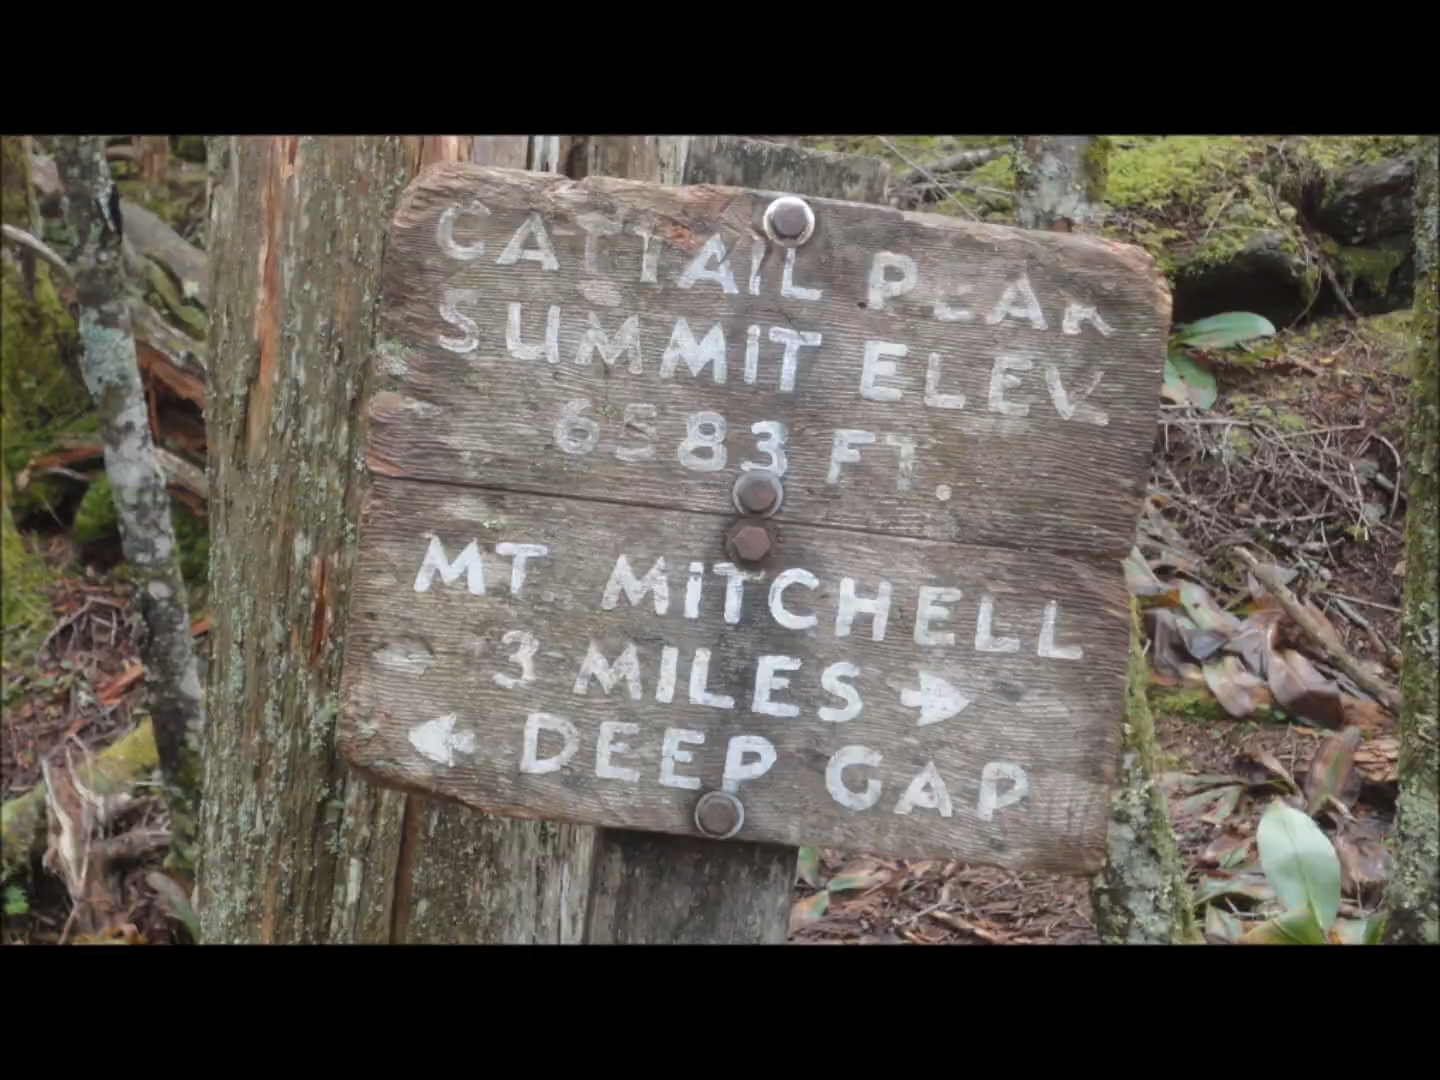 CATTAIL PEAK
SUMMIT ELEV.
6583 FT.
MT. MITCHELL
3 MILES →
← DEEP GAP